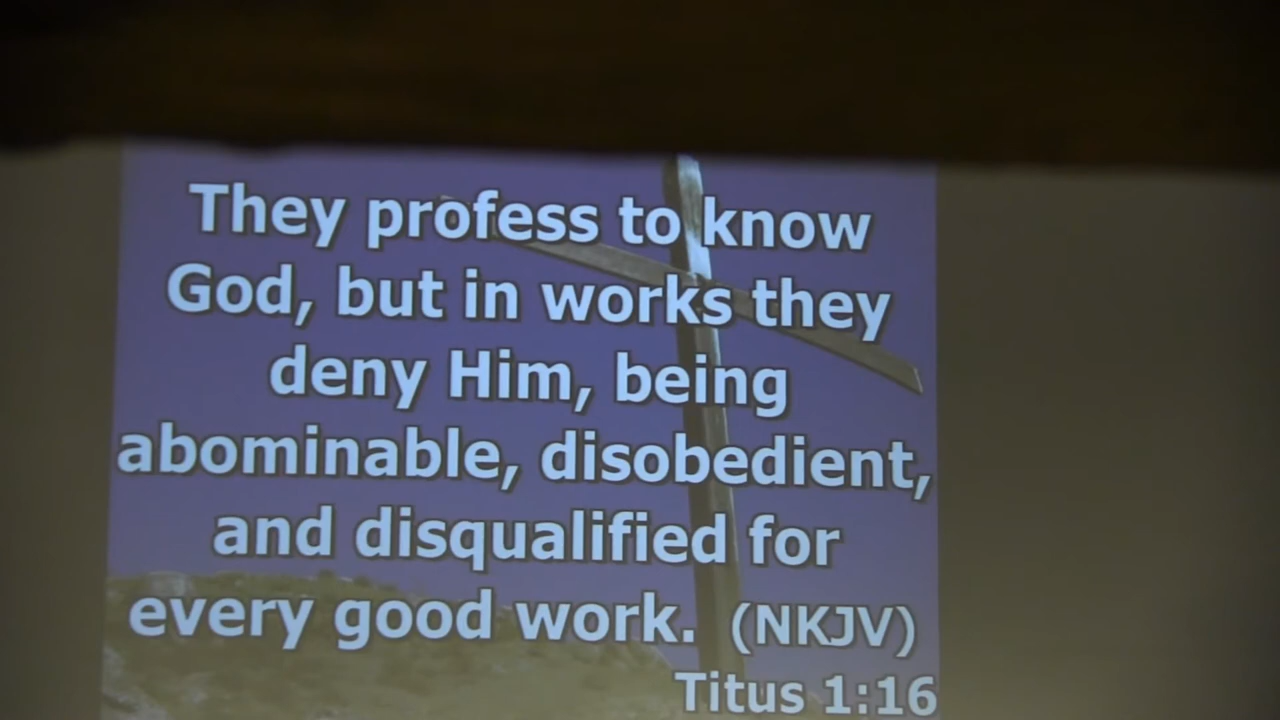 They profess to know
God, but in works they
deny Him, being
abominable, disobedient,
and disqualified for
every good work. (NKJV)
Titus 1:16